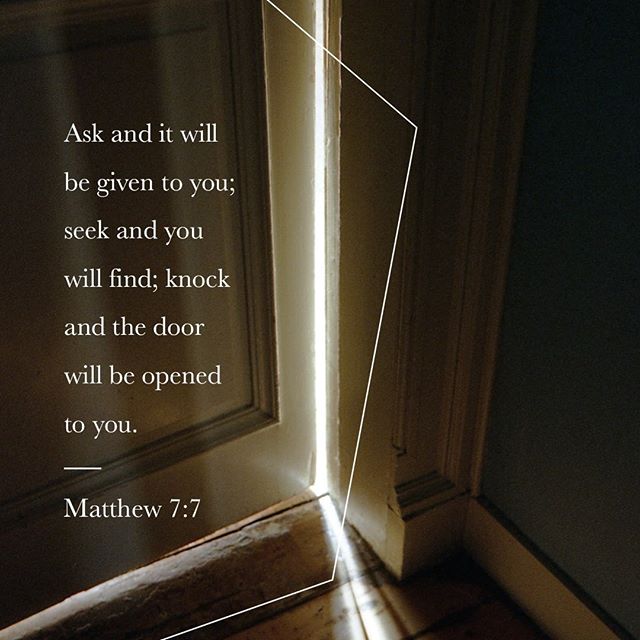 Ask and it will
be given to you;
seek and you
will find; knock
and the door
will be opened
to you.
Matthew 7:7